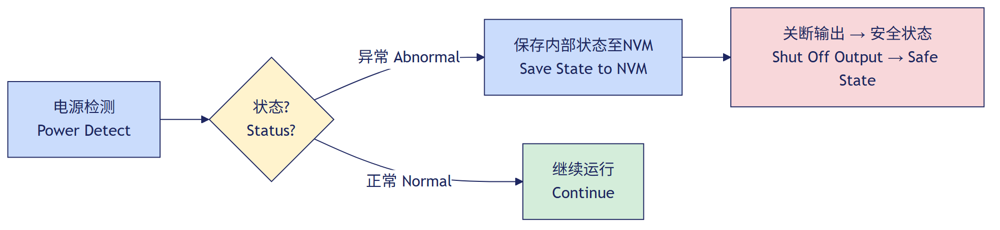 电源检测
Power Detect
状态?
Status?
异常 Abnormal
保存内部状态至NVM
Save State to NVM
关断输出 → 安全状态
Shut Off Output → Safe
State
正常 Normal
继续运行
Continue